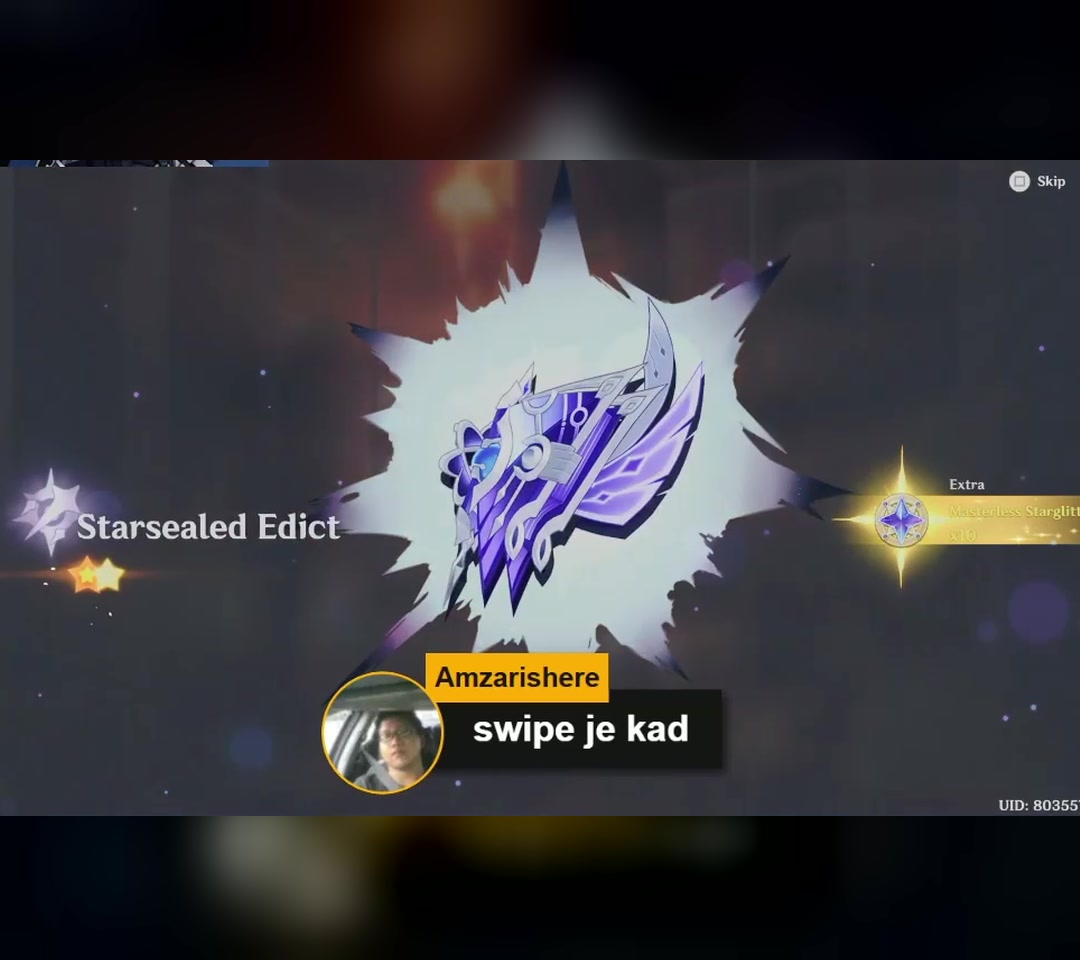 Skip
Extra
Masterless Starglitt
x10
Starsealed Edict
Amzarishere
swipe je kad
UID: 80355